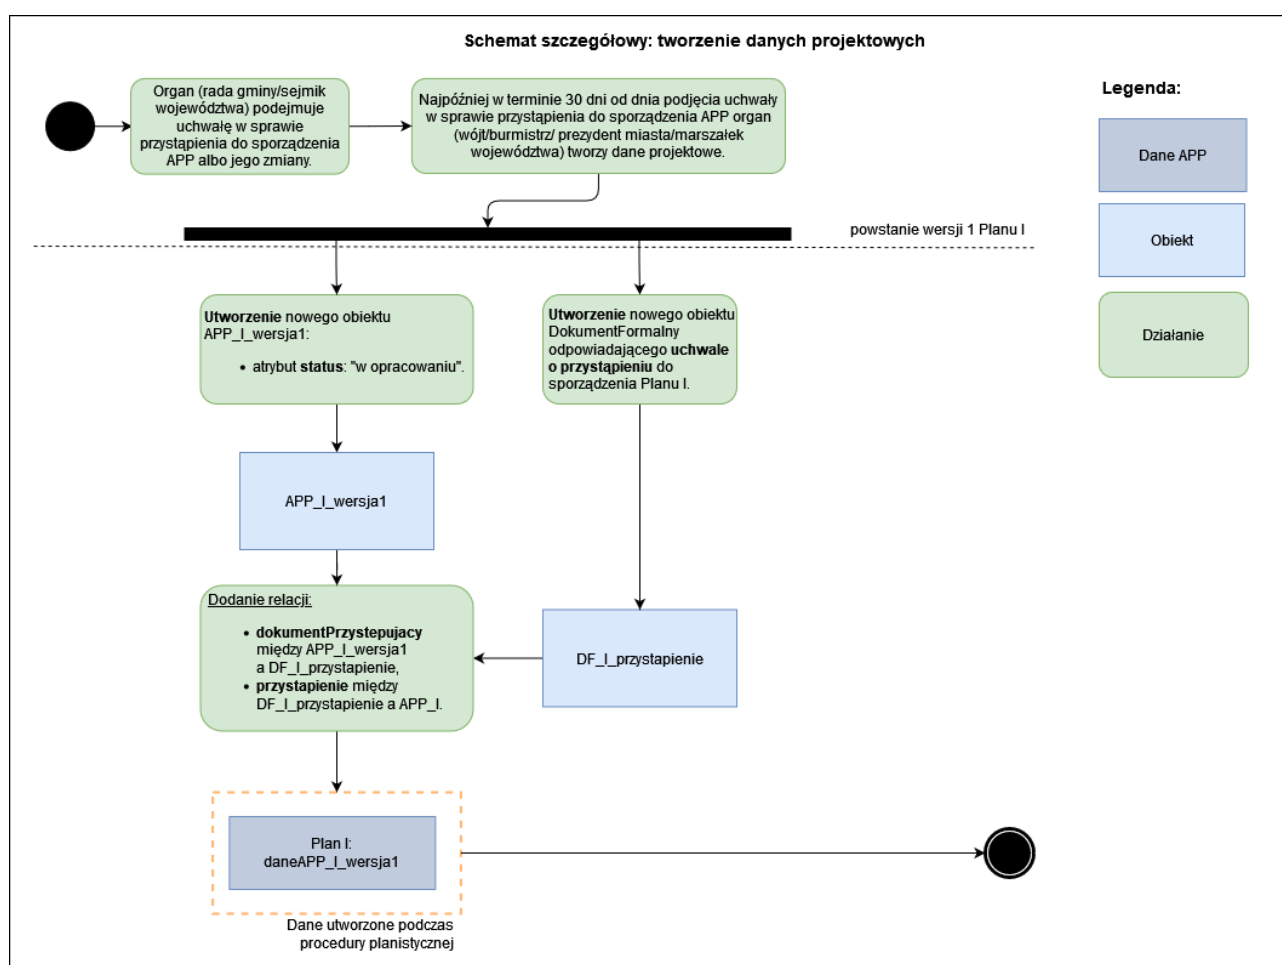 Schemat szczegółowy: tworzenie danych projektowych
Organ (rada gminy/sejmik
województwa) podejmuje
uchwałę w sprawie
przystąpienia do sporządzenia
APP albo jego zmiany.
Najpóźniej w terminie 30 dni od dnia podjęcia uchwały
w sprawie przystąpienia do sporządzenia APP organ
(wójt/burmistrz/ prezydent miasta/marszałek
województwa) tworzy dane projektowe.
Legenda:
Dane APP
Obiekt
Działanie
powstanie wersji 1 Planu I
Utworzenie nowego obiektu
APP_I_wersja1:
• atrybut status: "w opracowaniu".
Utworzenie nowego obiektu
DokumentFormalny
odpowiadającego uchwale
o przystąpieniu do
sporządzenia Planu I.
APP_I_wersja1
Dodanie relacji:
• dokumentPrzystepujacy
między APP_I_wersja1
a DF_I_przystapienie,
• przystapienie między
DF_I_przystapienie a APP_I.
DF_I_przystapienie
Plan I:
daneAPP_I_wersja1
Dane utworzone podczas
procedury planistycznej